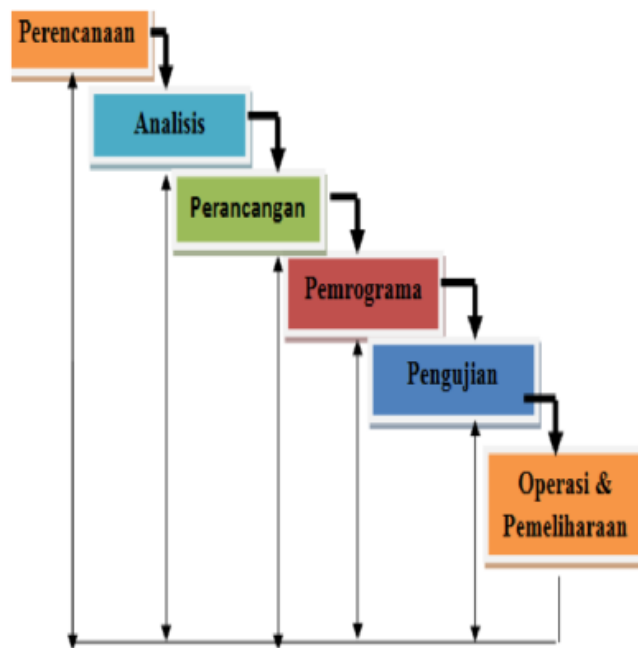 Perencanaan
Analisis
Perancangan
Pemrograma
Pengujian
Operasi &
Pemeliharaan